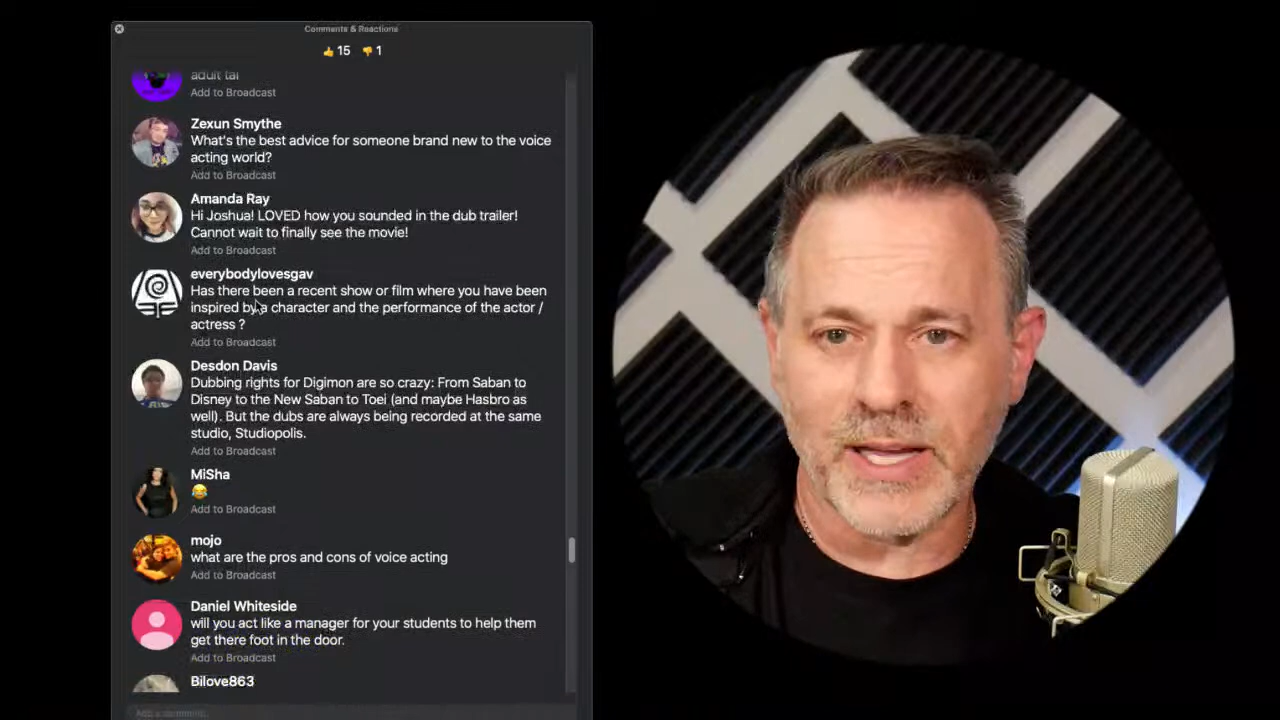 Comments & Reactions
👍 15 👎 1
adult tai
Add to Broadcast
Zexun Smythe
What's the best advice for someone brand new to the voice
acting world?
Add to Broadcast
Amanda Ray
Hi Joshua! LOVED how you sounded in the dub trailer!
Cannot wait to finally see the movie!
Add to Broadcast
everybodylovesgav
Has there been a recent show or film where you have been
inspired by a character and the performance of the actor /
actress ?
Add to Broadcast
Desdon Davis
Dubbing rights for Digimon are so crazy: From Saban to
Disney to the New Saban to Toei (and maybe Hasbro as
well). But the dubs are always being recorded at the same
studio, Studiopolis.
Add to Broadcast
MiSha
😂
Add to Broadcast
mojo
what are the pros and cons of voice acting
Add to Broadcast
Daniel Whiteside
will you act like a manager for your students to help them
get there foot in the door.
Add to Broadcast
Bilove863
Add a comment...